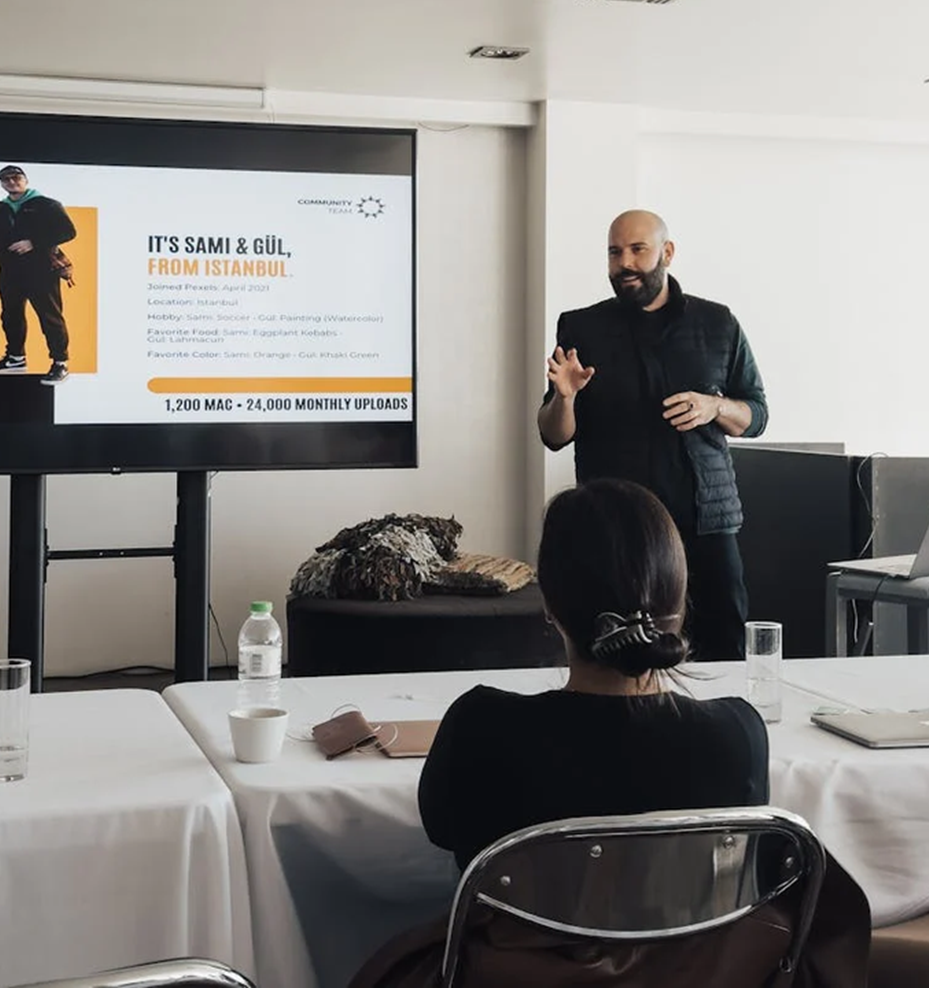 COMMUNITY
TEAM
IT'S SAMI & GÜL,
FROM ISTANBUL.
Joined Pexels: April 2021
Location: Istanbul
Hobby: Sami: Soccer - Gül: Painting (Watercolor)
Favorite Food: Sami: Eggplant Kebabs -
Gül: Lahmacun
Favorite Color: Sami: Orange - Gül: Khaki Green
1,200 MAC • 24,000 MONTHLY UPLOADS